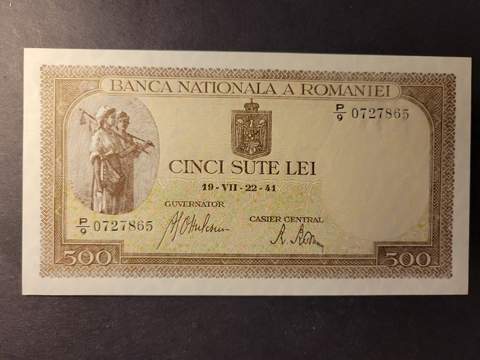 BANCA NATIONALA A ROMANIEI
P/9 0727865
CINCI SUTE LEI
19-VII-22-41
GUVERNATOR
CASIER CENTRAL
P/9 0727865
500
500